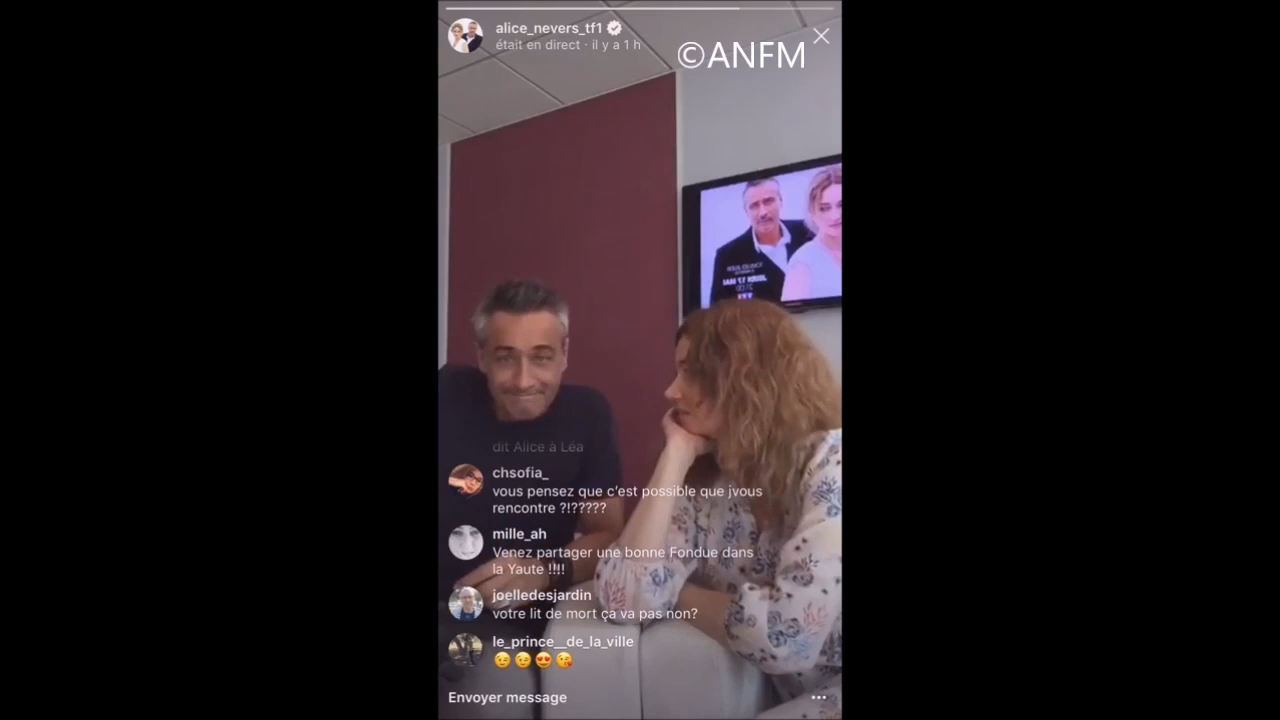 alice_nevers_tf1
était en direct · il y a 1 h
©ANFM
dit Alice à Léa
chsofia_
vous pensez que c'est possible que jvous
rencontre ?!?????
mille_ah
Venez partager une bonne Fondue dans
la Yaute !!!!
joelledesjardin
votre lit de mort ça va pas non?
le_prince__de_la_ville
😉😉😍😘
Envoyer message